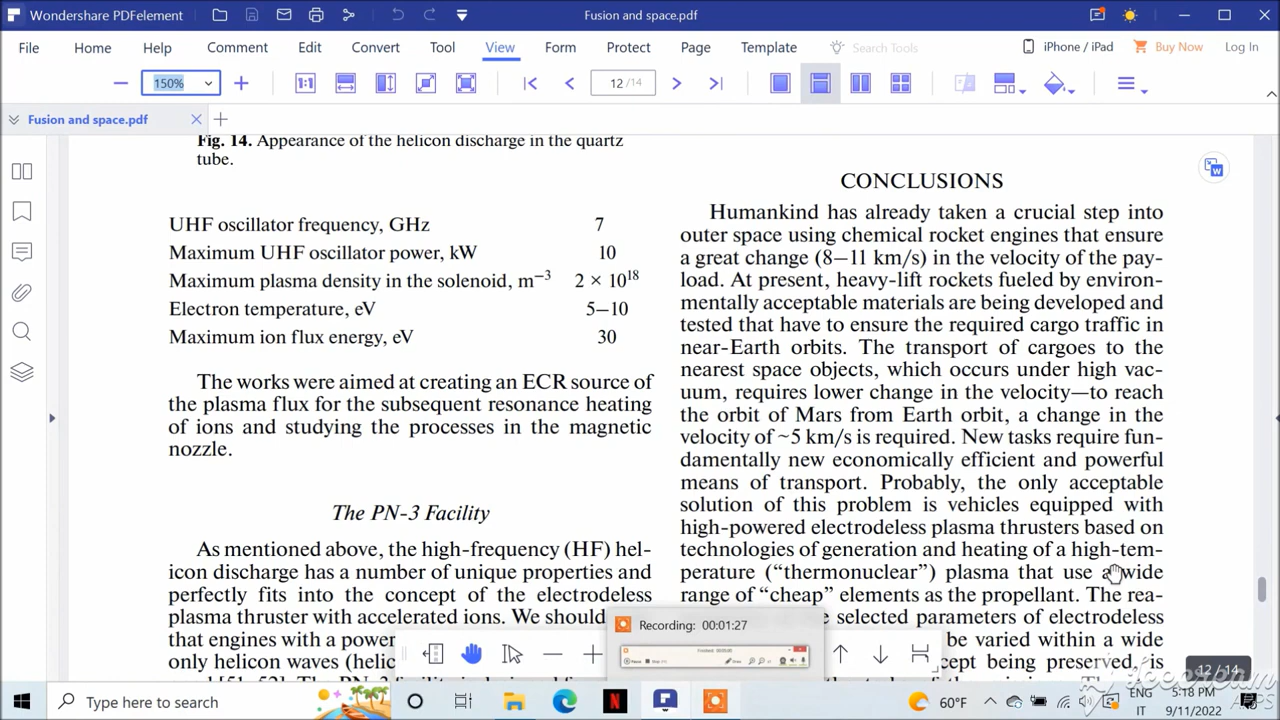 Wondershare PDFelement
Fusion and space.pdf
File Home Help Comment Edit Convert Tool View Form Protect Page Template Search Tools iPhone / iPad Buy Now Log In
150% 1:1 12 /14
Fusion and space.pdf
Fig. 14. Appearance of the helicon discharge in the quartz
tube.
UHF oscillator frequency, GHz 7
Maximum UHF oscillator power, kW 10
Maximum plasma density in the solenoid, m−3 2 × 1018
Electron temperature, eV 5–10
Maximum ion flux energy, eV 30
The works were aimed at creating an ECR source of
the plasma flux for the subsequent resonance heating
of ions and studying the processes in the magnetic
nozzle.
The PN-3 Facility
As mentioned above, the high-frequency (HF) hel-
icon discharge has a number of unique properties and
perfectly fits into the concept of the electrodeless
plasma thruster with accelerated ions. We should
that engines with a power
only helicon waves (helic
CONCLUSIONS
Humankind has already taken a crucial step into
outer space using chemical rocket engines that ensure
a great change (8–11 km/s) in the velocity of the pay-
load. At present, heavy-lift rockets fueled by environ-
mentally acceptable materials are being developed and
tested that have to ensure the required cargo traffic in
near-Earth orbits. The transport of cargoes to the
nearest space objects, which occurs under high vac-
uum, requires lower change in the velocity—to reach
the orbit of Mars from Earth orbit, a change in the
velocity of ~5 km/s is required. New tasks require fun-
damentally new economically efficient and powerful
means of transport. Probably, the only acceptable
solution of this problem is vehicles equipped with
high-powered electrodeless plasma thrusters based on
technologies of generation and heating of a high-tem-
perature (“thermonuclear”) plasma that use a wide
range of “cheap” elements as the propellant. The rea-
e selected parameters of electrodeless
be varied within a wide
cept being preserved, is
Recording: 00:01:27
12/14
Icecream
APPS
Type here to search
60°F
ENG
IT
5:18 PM
9/11/2022